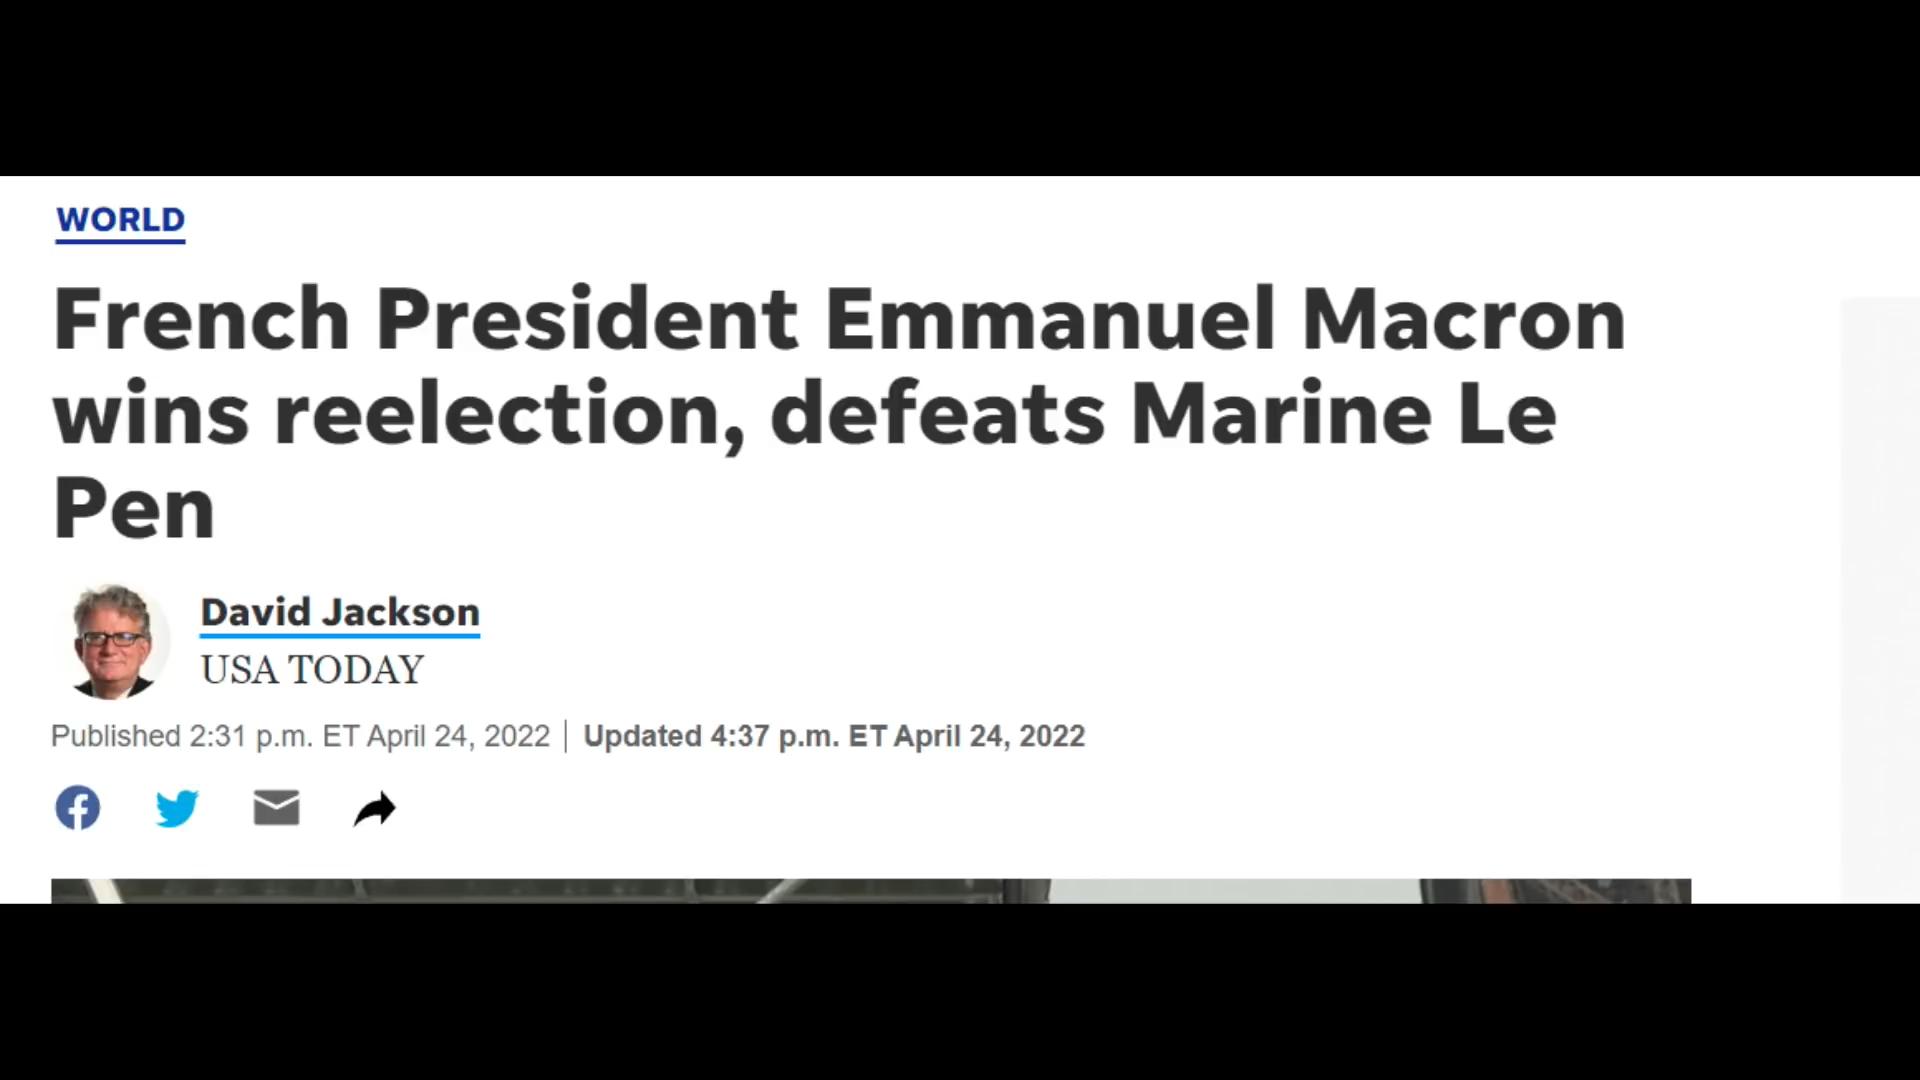 WORLD
French President Emmanuel Macron
wins reelection, defeats Marine Le
Pen
David Jackson
USA TODAY
Published 2:31 p.m. ET April 24, 2022 | Updated 4:37 p.m. ET April 24, 2022